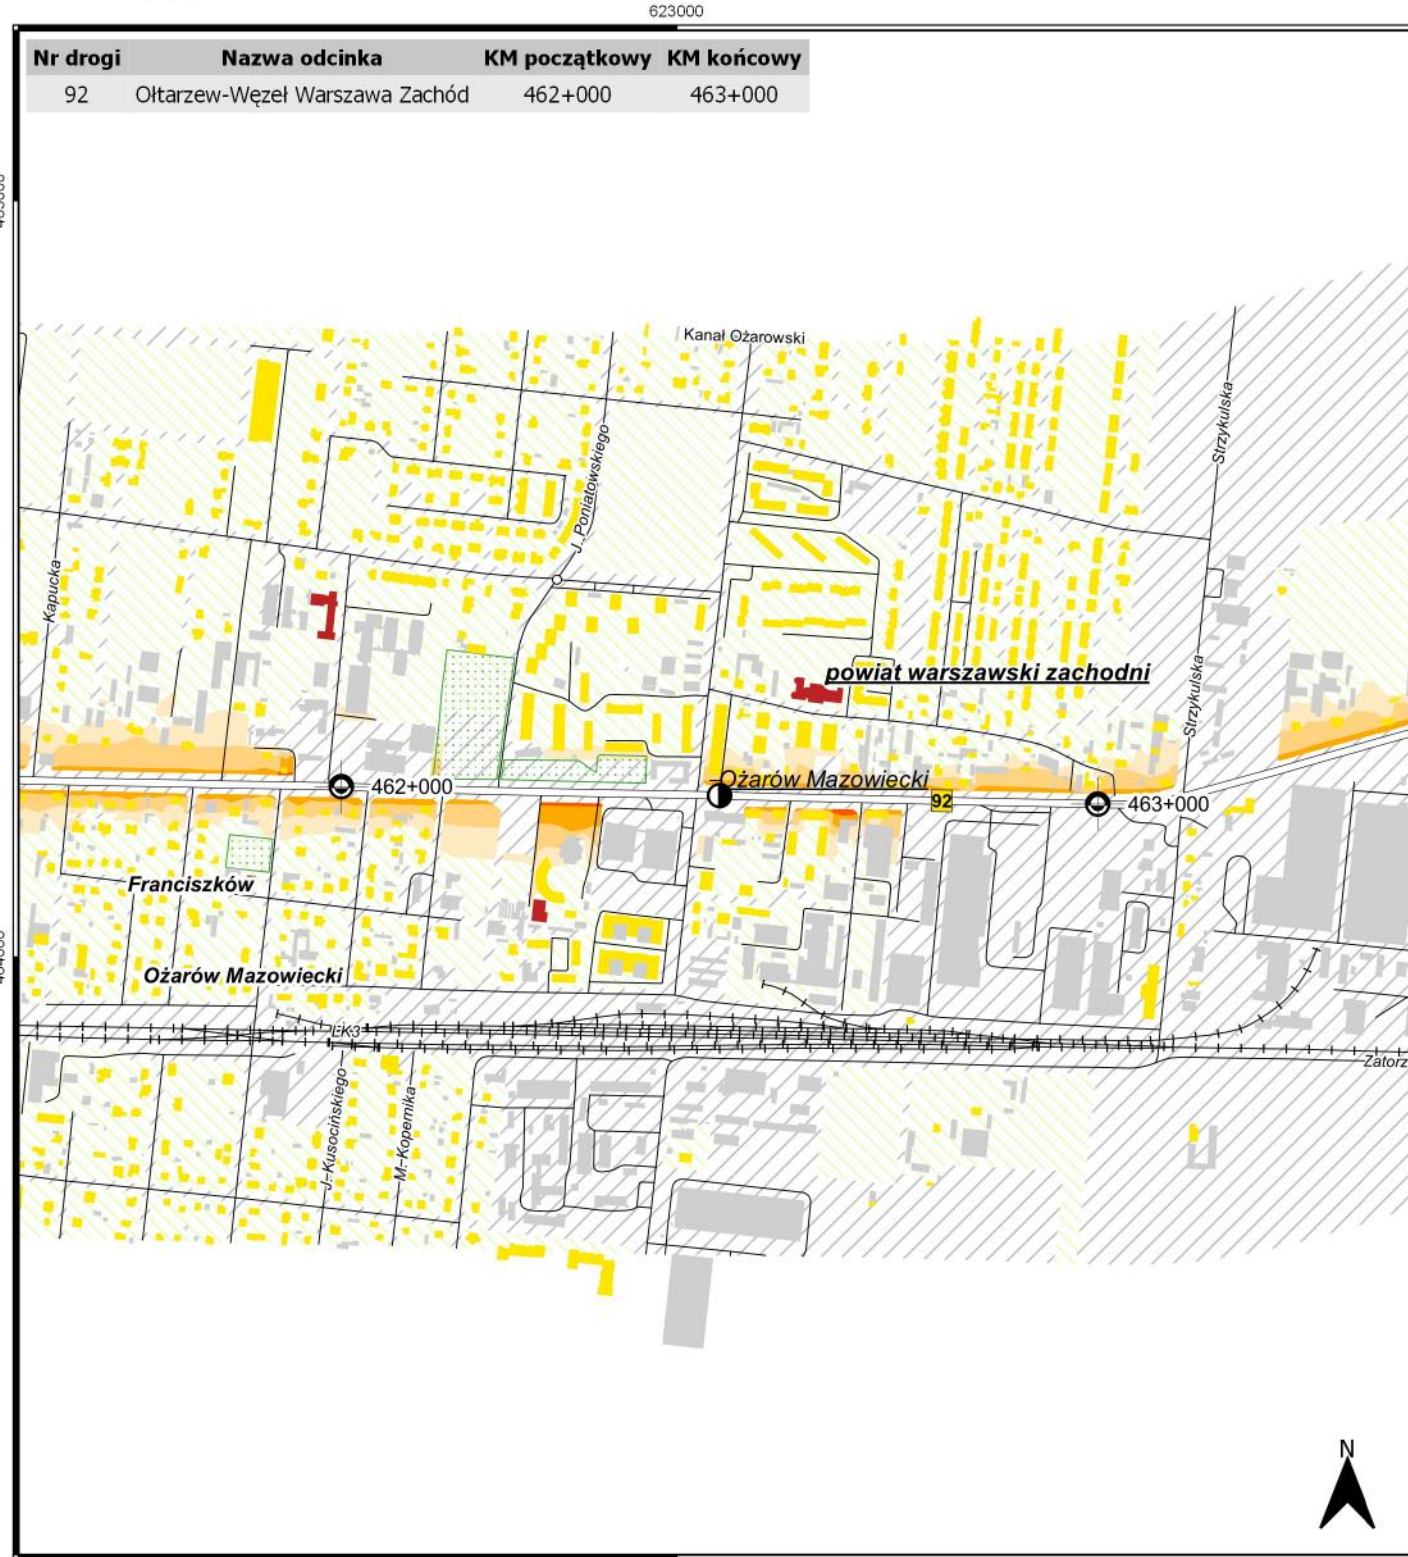 623000
Nr drogi Nazwa odcinka KM początkowy KM końcowy
92 Ołtarzew-Węzeł Warszawa Zachód 462+000 463+000
Kanał Ożarowski
Strzykulska
J. Poniatowskiego
Kapucka
powiat warszawski zachodni
Strzykulska
Ożarów Mazowiecki
462+000
92
463+000
Franciszków
Ożarów Mazowiecki
LK3
Zatorz
J. Kusocińskiego
M. Kopernika
N